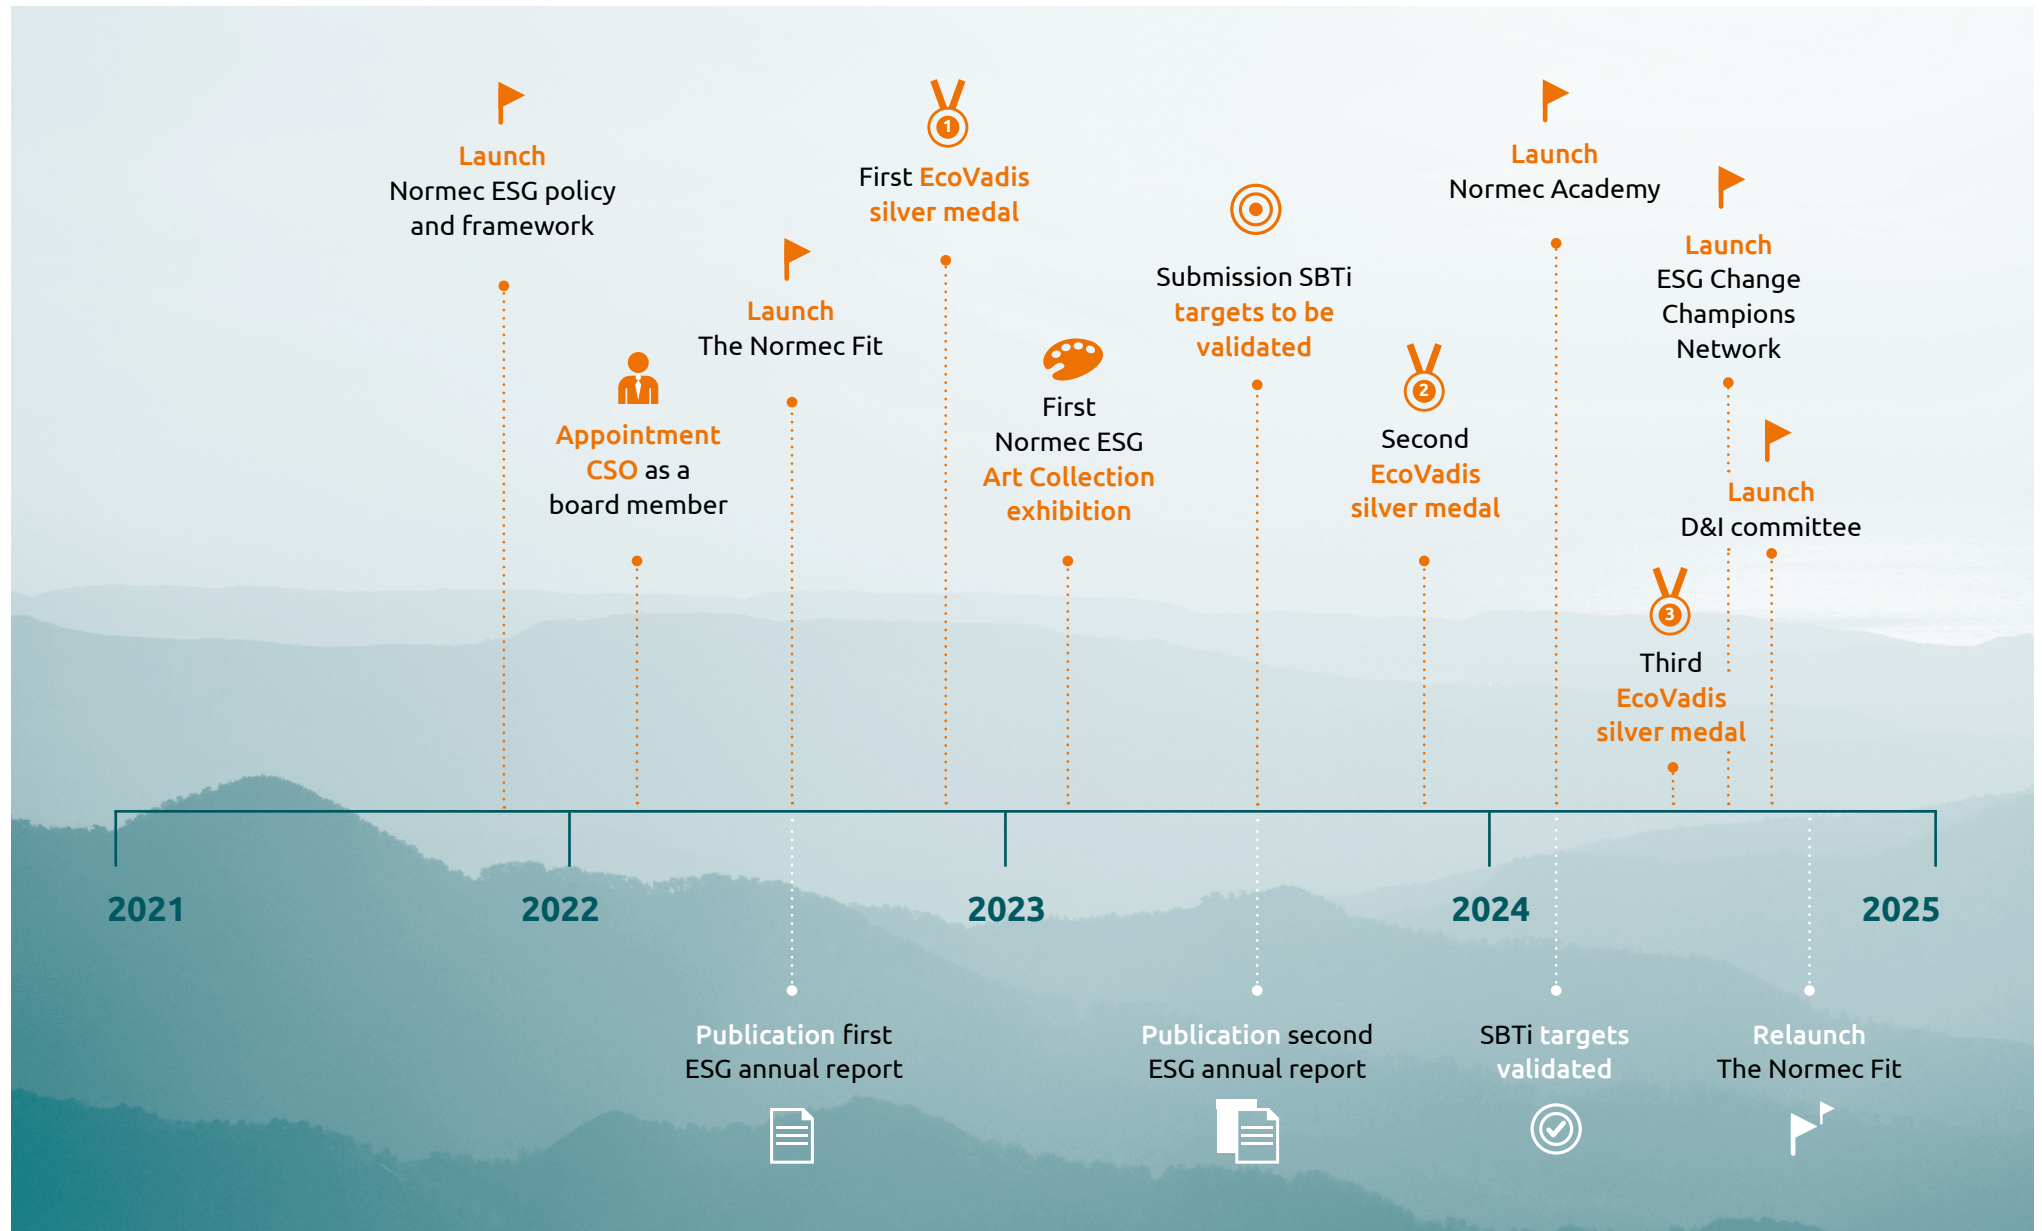 Launch
Normec ESG policy
and framework
Appointment
CSO as a
board member
Launch
The Normec Fit
1
First EcoVadis
silver medal
First
Normec ESG
Art Collection
exhibition
Submission SBTi
targets to be
validated
2
Second
EcoVadis
silver medal
Launch
Normec Academy
3
Third
EcoVadis
silver medal
Launch
ESG Change
Champions
Network
Launch
D&I committee
2021
2022
2023
2024
2025
Publication first
ESG annual report
Publication second
ESG annual report
SBTi targets
validated
Relaunch
The Normec Fit